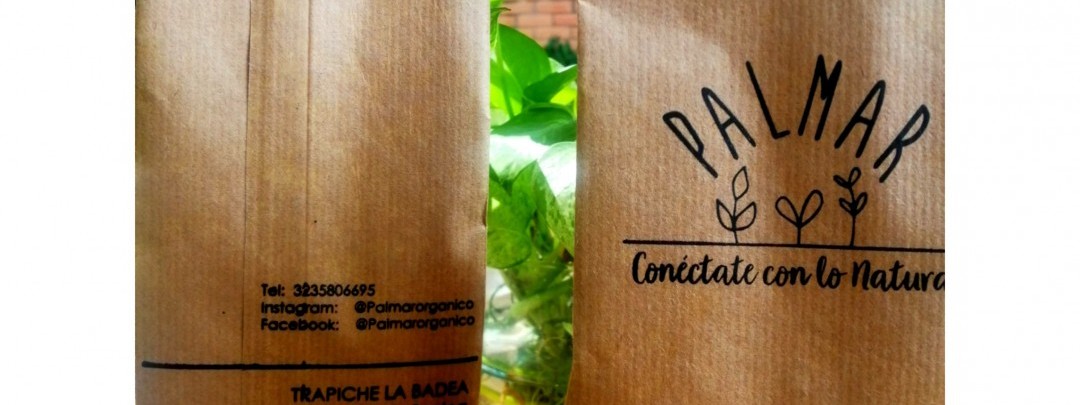 Tel: 3235806695
Instagram: @Palmarorganico
Facebook: @Palmarorganico
TRAPICHE LA BADEA
PALMAR
Conéctate con lo Natura